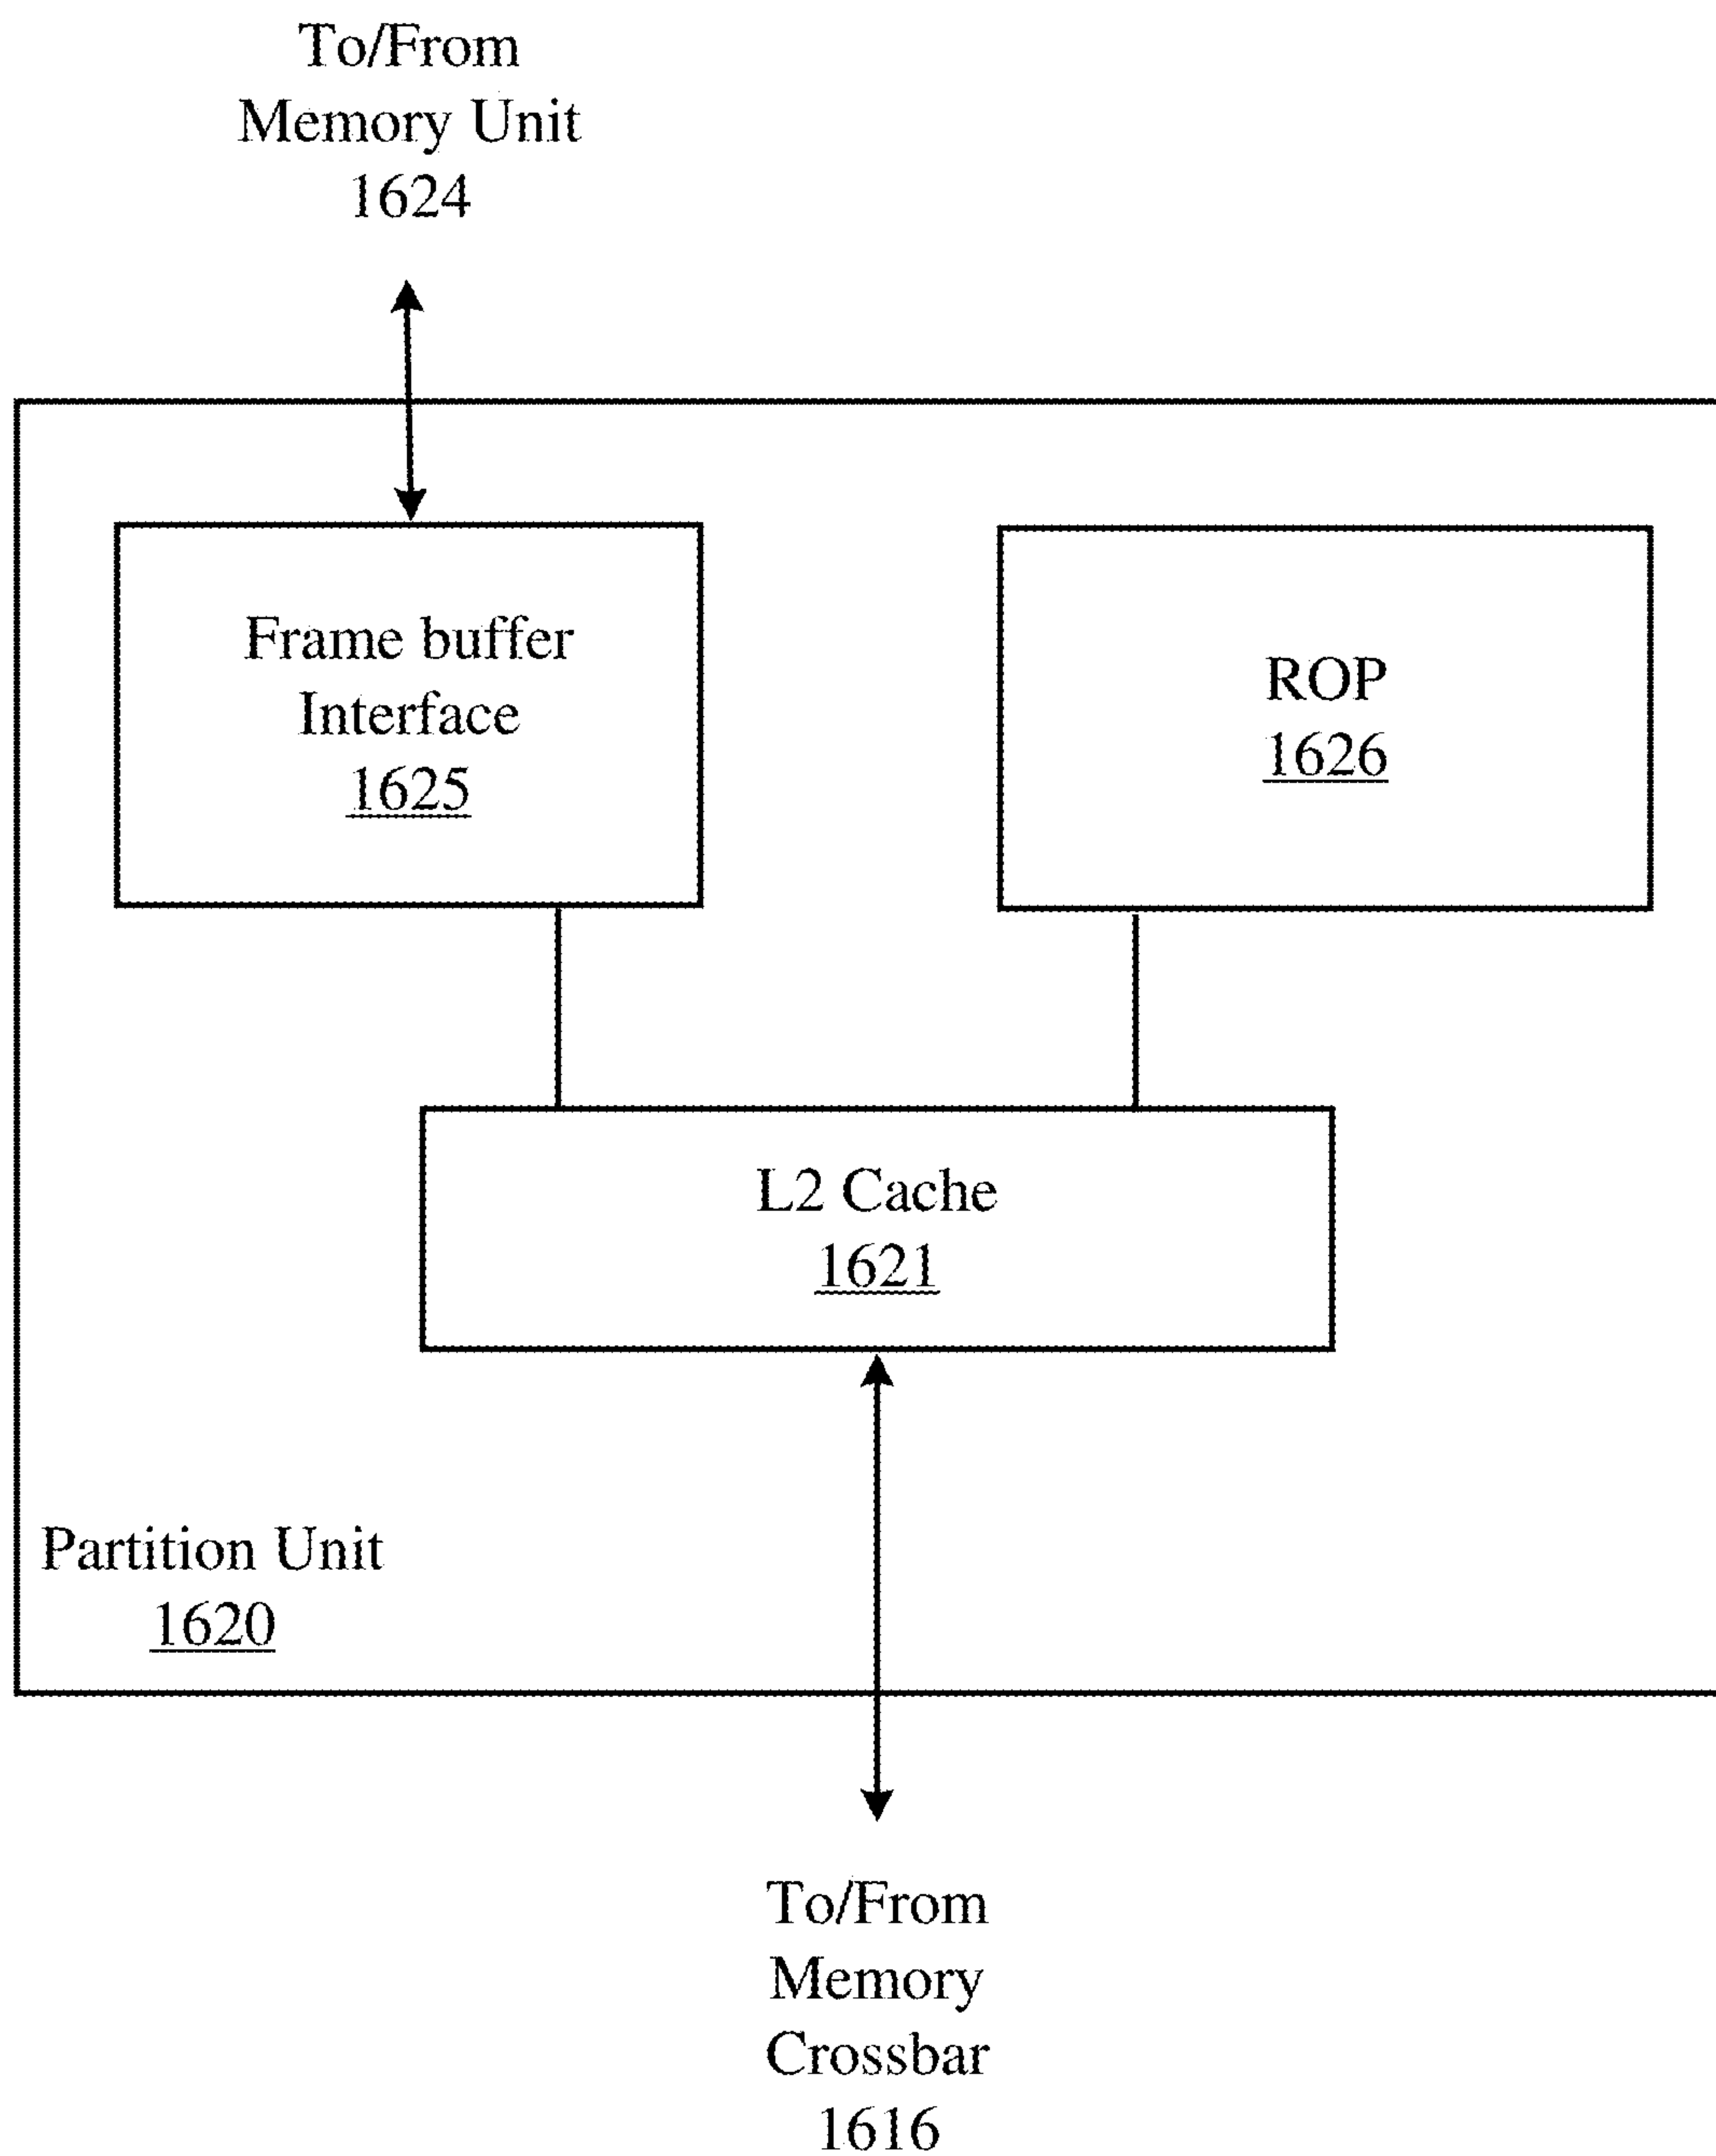 To/From
Memory Unit
1624
Frame buffer
Interface
1625
ROP
1626
L2 Cache
1621
Partition Unit
1620
To/From
Memory
Crossbar
1616